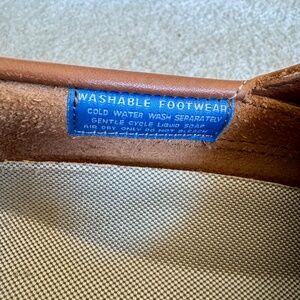 WASHABLE FOOTWEAR
COLD WATER WASH SEPARATELY
GENTLE CYCLE LIQUID SOAP
AIR DRY ONLY DO NOT BLEACH